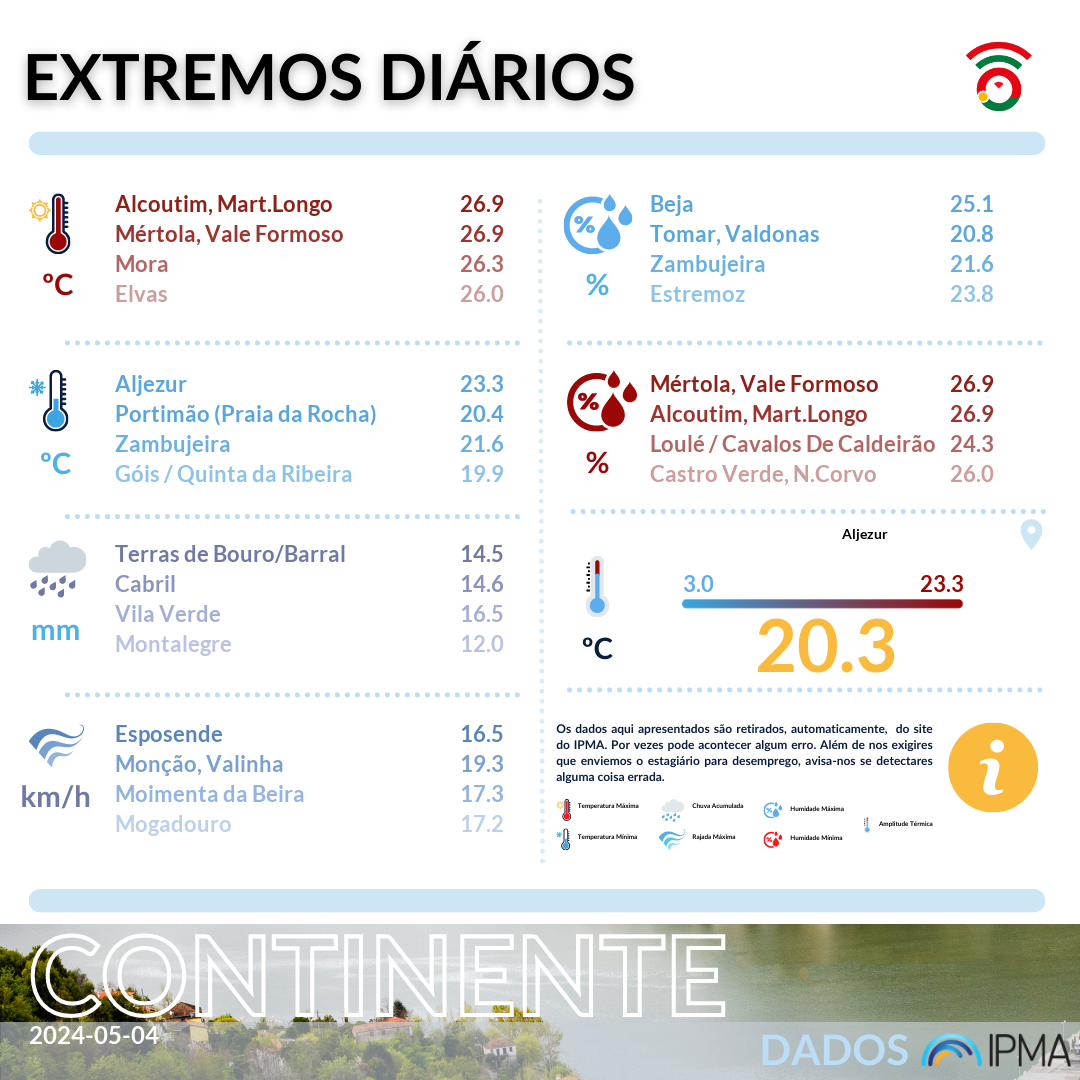 EXTREMOS DIÁRIOS
Alcoutim, Mart.Longo 26.9
Mértola, Vale Formoso 26.9
Mora 26.3
Elvas 26.0
ºC
Aljezur 23.3
Portimão (Praia da Rocha) 20.4
Zambujeira 21.6
Góis / Quinta da Ribeira 19.9
ºC
Terras de Bouro/Barral 14.5
Cabril 14.6
Vila Verde 16.5
Montalegre 12.0
mm
Esposende 16.5
Monção, Valinha 19.3
Moimenta da Beira 17.3
Mogadouro 17.2
km/h
Beja 25.1
Tomar, Valdonas 20.8
Zambujeira 21.6
Estremoz 23.8
%
%
Mértola, Vale Formoso 26.9
Alcoutim, Mart.Longo 26.9
Loulé / Cavalos De Caldeirão 24.3
Castro Verde, N.Corvo 26.0
%
%
Aljezur
3.0 23.3
20.3
ºC
Os dados aqui apresentados são retirados, automaticamente, do site
do IPMA. Por vezes pode acontecer algum erro. Além de nos exigires
que enviemos o estagiário para desemprego, avisa-nos se detectares
alguma coisa errada.
i
Temperatura Máxima
Chuva Acumulada
Humidade Máxima
Amplitude Térmica
Temperatura Mínima
Rajada Máxima
Humidade Mínima
CONTINENTE
2024-05-04
DADOS IPMA